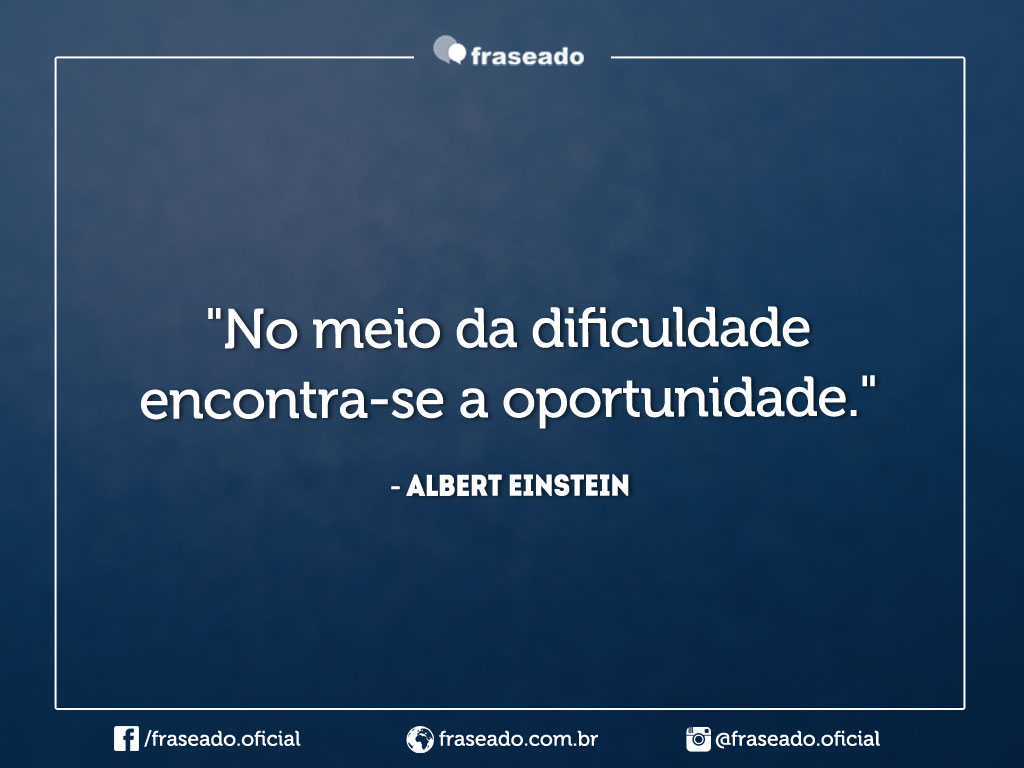 fraseado
"No meio da dificuldade
encontra-se a oportunidade."
- ALBERT EINSTEIN
/fraseado.oficial
fraseado.com.br
@fraseado.oficial